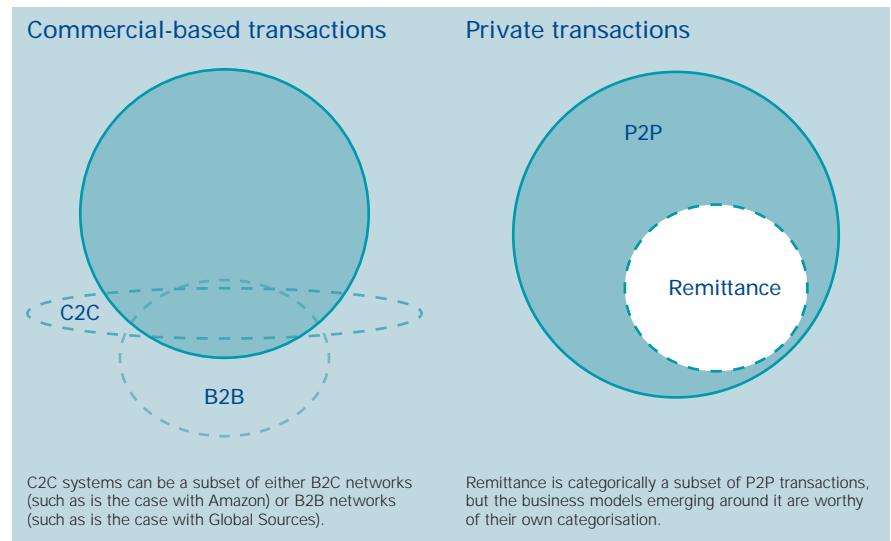 Commercial-based transactions
C2C
B2B
C2C systems can be a subset of either B2C networks
(such as is the case with Amazon) or B2B networks
(such as is the case with Global Sources).
Private transactions
P2P
Remittance
Remittance is categorically a subset of P2P transactions,
but the business models emerging around it are worthy
of their own categorisation.